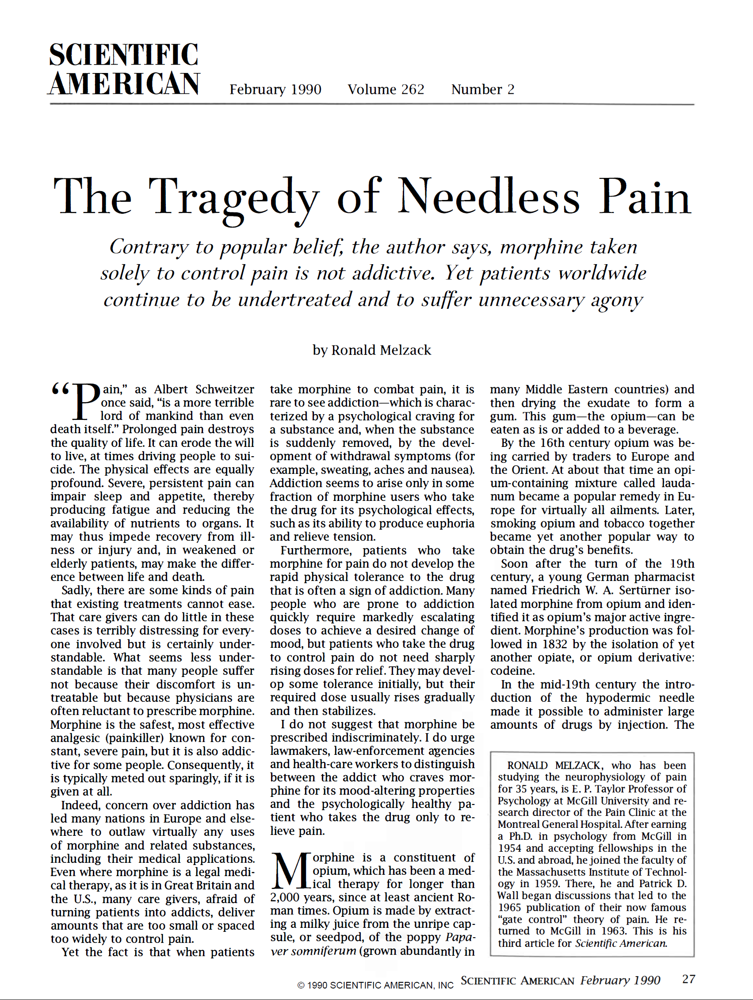 SCIENTIFIC
AMERICAN
February 1990 Volume 262 Number 2
The Tragedy of Needless Pain
Contrary to popular belief, the author says, morphine taken
solely to control pain is not addictive. Yet patients worldwide
continue to be undertreated and to suffer unnecessary agony
by Ronald Melzack
“Pain,” as Albert Schweitzer
once said, “is a more terrible
lord of mankind than even
death itself.” Prolonged pain destroys
the quality of life. It can erode the will
to live, at times driving people to sui-
cide. The physical effects are equally
profound. Severe, persistent pain can
impair sleep and appetite, thereby
producing fatigue and reducing the
availability of nutrients to organs. It
may thus impede recovery from ill-
ness or injury and, in weakened or
elderly patients, may make the differ-
ence between life and death.
Sadly, there are some kinds of pain
that existing treatments cannot ease.
That care givers can do little in these
cases is terribly distressing for every-
one involved but is certainly under-
standable. What seems less under-
standable is that many people suffer
not because their discomfort is un-
treatable but because physicians are
often reluctant to prescribe morphine.
Morphine is the safest, most effective
analgesic (painkiller) known for con-
stant, severe pain, but it is also addic-
tive for some people. Consequently, it
is typically meted out sparingly, if it is
given at all.
Indeed, concern over addiction has
led many nations in Europe and else-
where to outlaw virtually any uses
of morphine and related substances,
including their medical applications.
Even where morphine is a legal medi-
cal therapy, as it is in Great Britain and
the U.S., many care givers, afraid of
turning patients into addicts, deliver
amounts that are too small or spaced
too widely to control pain.
Yet the fact is that when patients
take morphine to combat pain, it is
rare to see addiction—which is charac-
terized by a psychological craving for
a substance and, when the substance
is suddenly removed, by the devel-
opment of withdrawal symptoms (for
example, sweating, aches and nausea).
Addiction seems to arise only in some
fraction of morphine users who take
the drug for its psychological effects,
such as its ability to produce euphoria
and relieve tension.
Furthermore, patients who take
morphine for pain do not develop the
rapid physical tolerance to the drug
that is often a sign of addiction. Many
people who are prone to addiction
quickly require markedly escalating
doses to achieve a desired change of
mood, but patients who take the drug
to control pain do not need sharply
rising doses for relief. They may devel-
op some tolerance initially, but their
required dose usually rises gradually
and then stabilizes.
I do not suggest that morphine be
prescribed indiscriminately. I do urge
lawmakers, law-enforcement agencies
and health-care workers to distinguish
between the addict who craves mor-
phine for its mood-altering properties
and the psychologically healthy pa-
tient who takes the drug only to re-
lieve pain.
Morphine is a constituent of
opium, which has been a med-
ical therapy for longer than
2,000 years, since at least ancient Ro-
man times. Opium is made by extract-
ing a milky juice from the unripe cap-
sule, or seedpod, of the poppy Papa-
ver somniferum (grown abundantly in
many Middle Eastern countries) and
then drying the exudate to form a
gum. This gum—the opium—can be
eaten as is or added to a beverage.
By the 16th century opium was be-
ing carried by traders to Europe and
the Orient. At about that time an opi-
um-containing mixture called lauda-
num became a popular remedy in Eu-
rope for virtually all ailments. Later,
smoking opium and tobacco together
became yet another popular way to
obtain the drug’s benefits.
Soon after the turn of the 19th
century, a young German pharmacist
named Friedrich W. A. Sertürner iso-
lated morphine from opium and iden-
tified it as opium’s major active ingre-
dient. Morphine’s production was fol-
lowed in 1832 by the isolation of yet
another opiate, or opium derivative:
codeine.
In the mid-19th century the intro-
duction of the hypodermic needle
made it possible to administer large
amounts of drugs by injection. The
RONALD MELZACK, who has been
studying the neurophysiology of pain
for 35 years, is E. P. Taylor Professor of
Psychology at McGill University and re-
search director of the Pain Clinic at the
Montreal General Hospital. After earning
a Ph.D. in psychology from McGill in
1954 and accepting fellowships in the
U.S. and abroad, he joined the faculty of
the Massachusetts Institute of Technol-
ogy in 1959. There, he and Patrick D.
Wall began discussions that led to the
1965 publication of their now famous
“gate control” theory of pain. He re-
turned to McGill in 1963. This is his
third article for Scientific American.
© 1990 SCIENTIFIC AMERICAN, INC
SCIENTIFIC AMERICAN February 1990 27